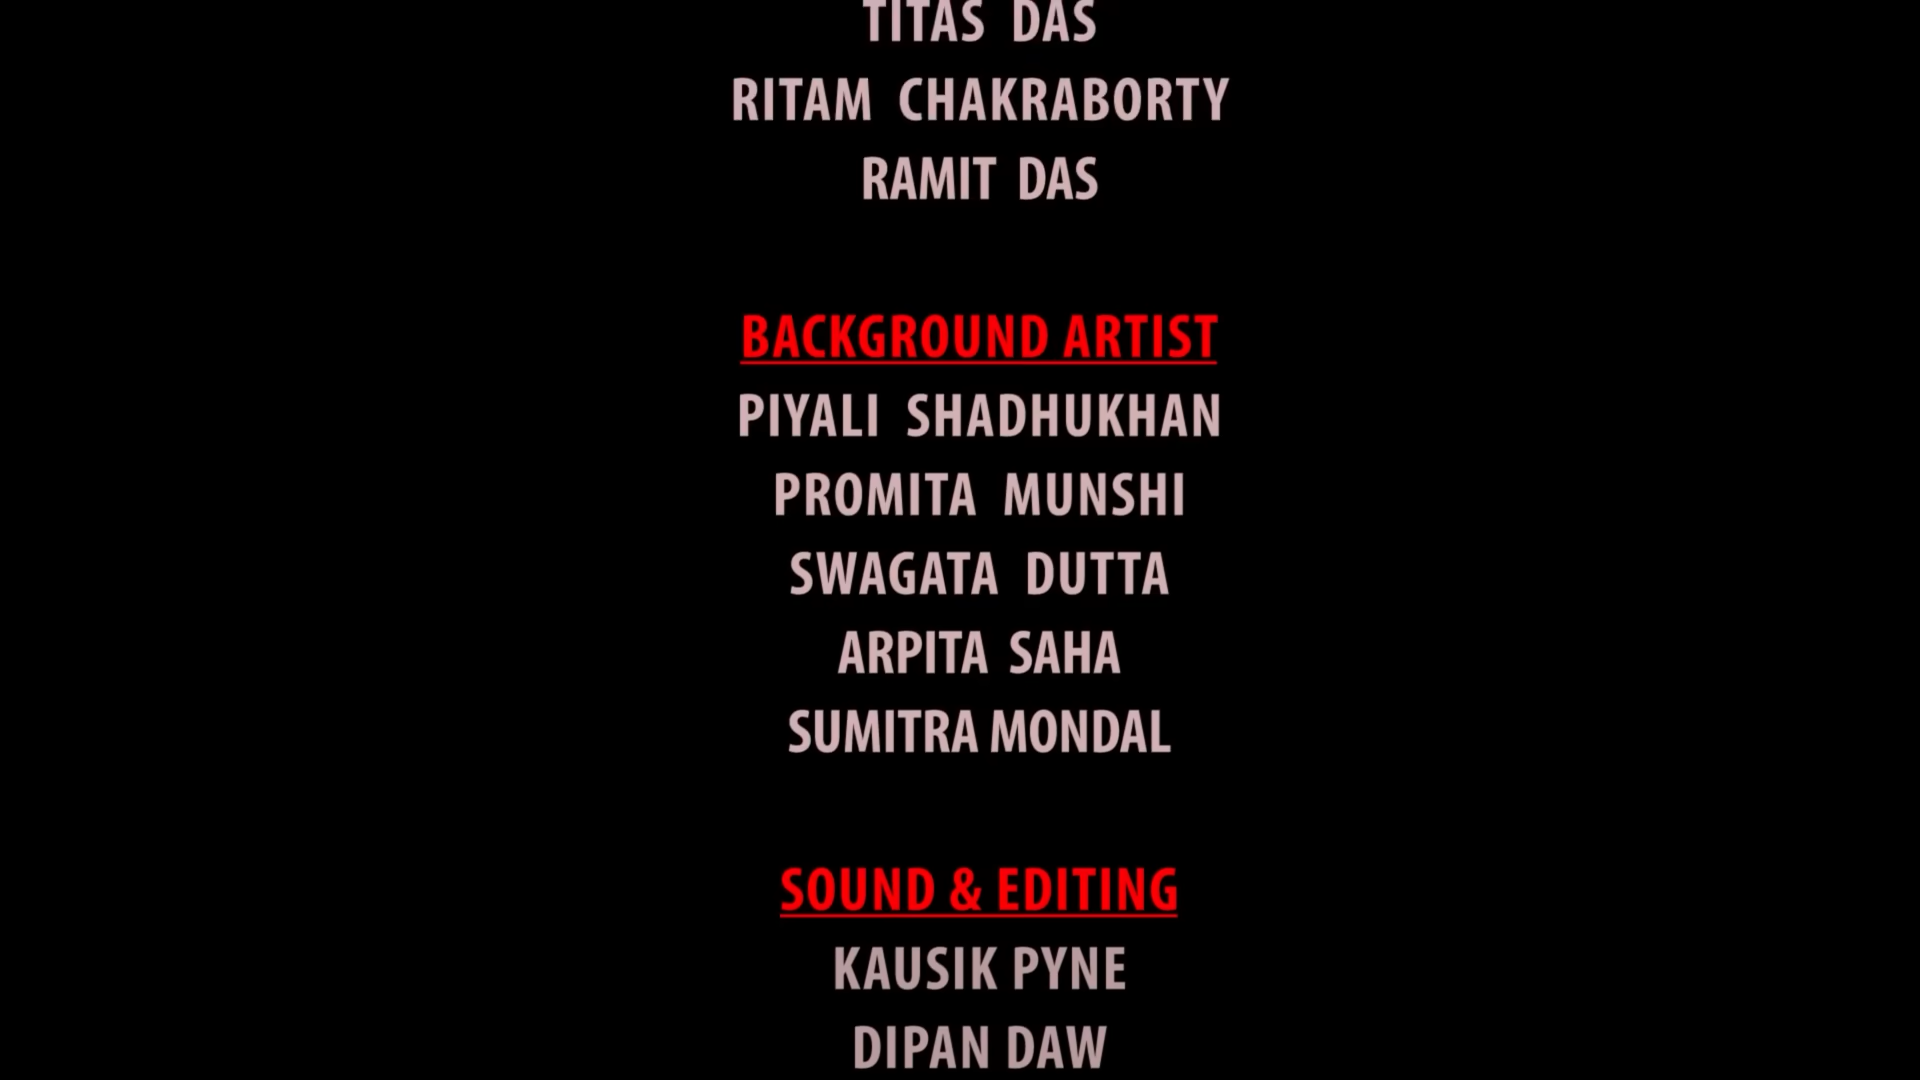 TITAS DAS
RITAM CHAKRABORTY
RAMIT DAS
BACKGROUND ARTIST
PIYALI SHADHUKHAN
PROMITA MUNSHI
SWAGATA DUTTA
ARPITA SAHA
SUMITRA MONDAL
SOUND & EDITING
KAUSIK PYNE
DIPAN DAW